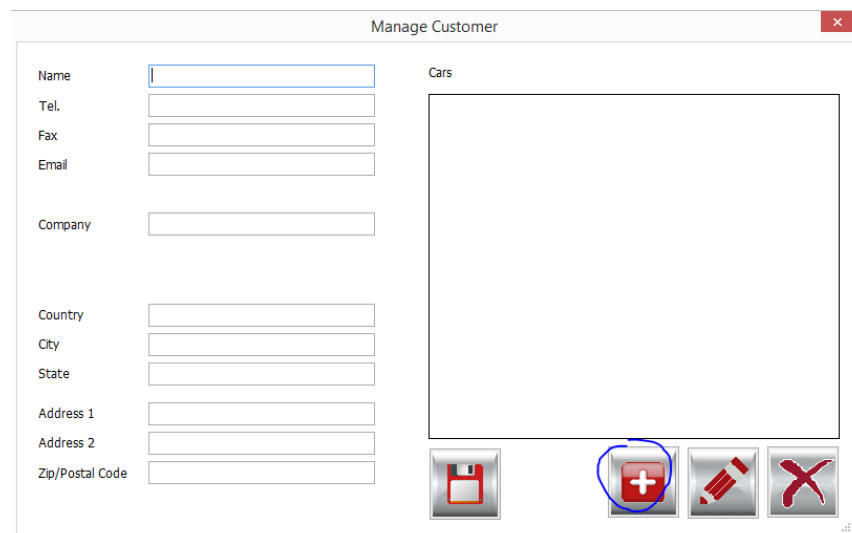 Manage Customer
Name
Tel.
Fax
Email
Company
Country
City
State
Address 1
Address 2
Zip/Postal Code
Cars